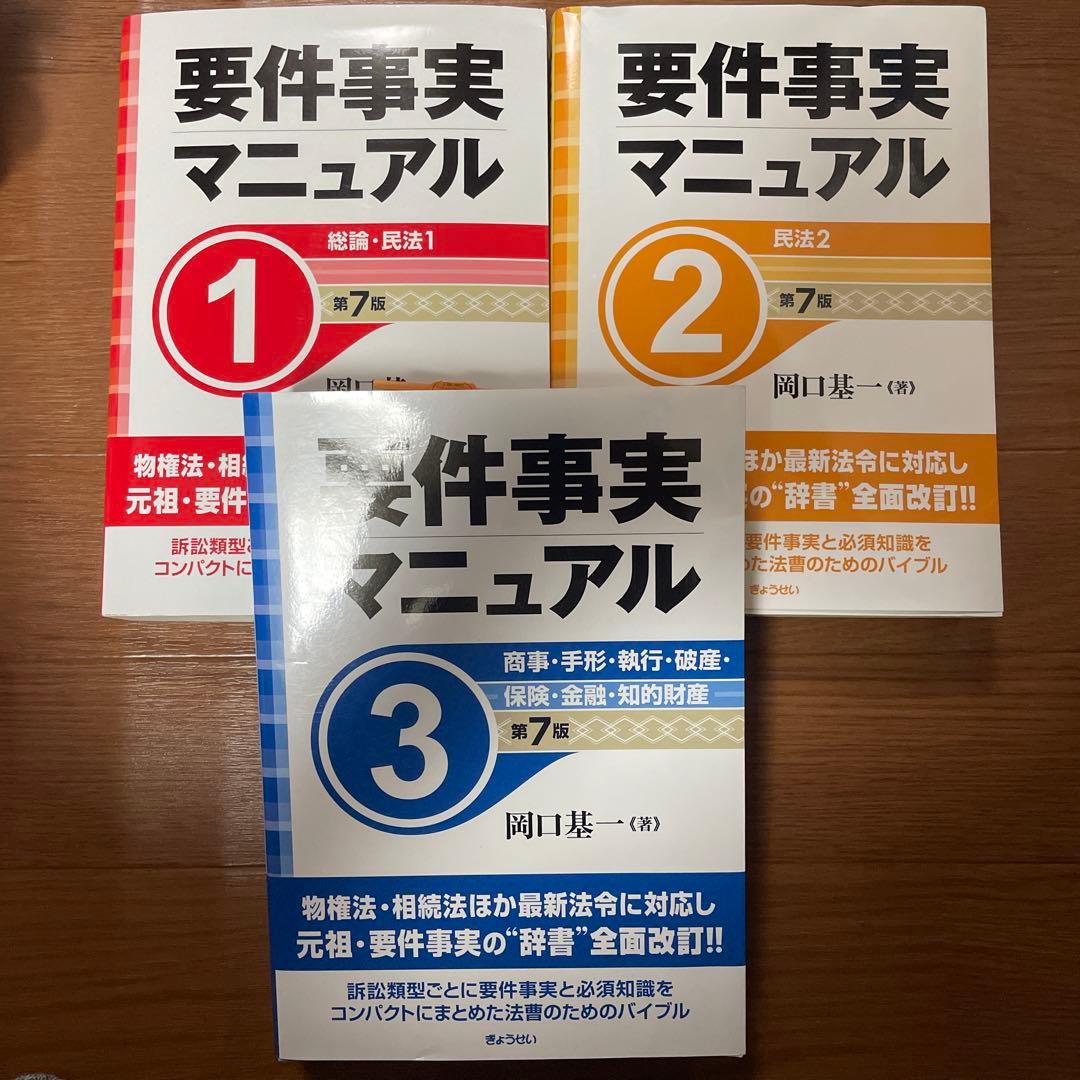 要件事実
マニュアル
総論・民法1
1
第7版
岡口基
物権法・相続
元祖・要件
訴訟類型ご
コンパクトに
要件事実
マニュアル
民法2
2
第7版
岡口基一《著》
ほか最新法令に対応し
の“辞書”全面改訂!!
要件事実と必須知識を
めた法曹のためのバイブル
ぎょうせい
要件事実
マニュアル
商事・手形・執行・破産・
保険・金融・知的財産
3
第7版
岡口基一《著》
物権法・相続法ほか最新法令に対応し
元祖・要件事実の“辞書”全面改訂!!
訴訟類型ごとに要件事実と必須知識を
コンパクトにまとめた法曹のためのバイブル
ぎょうせい